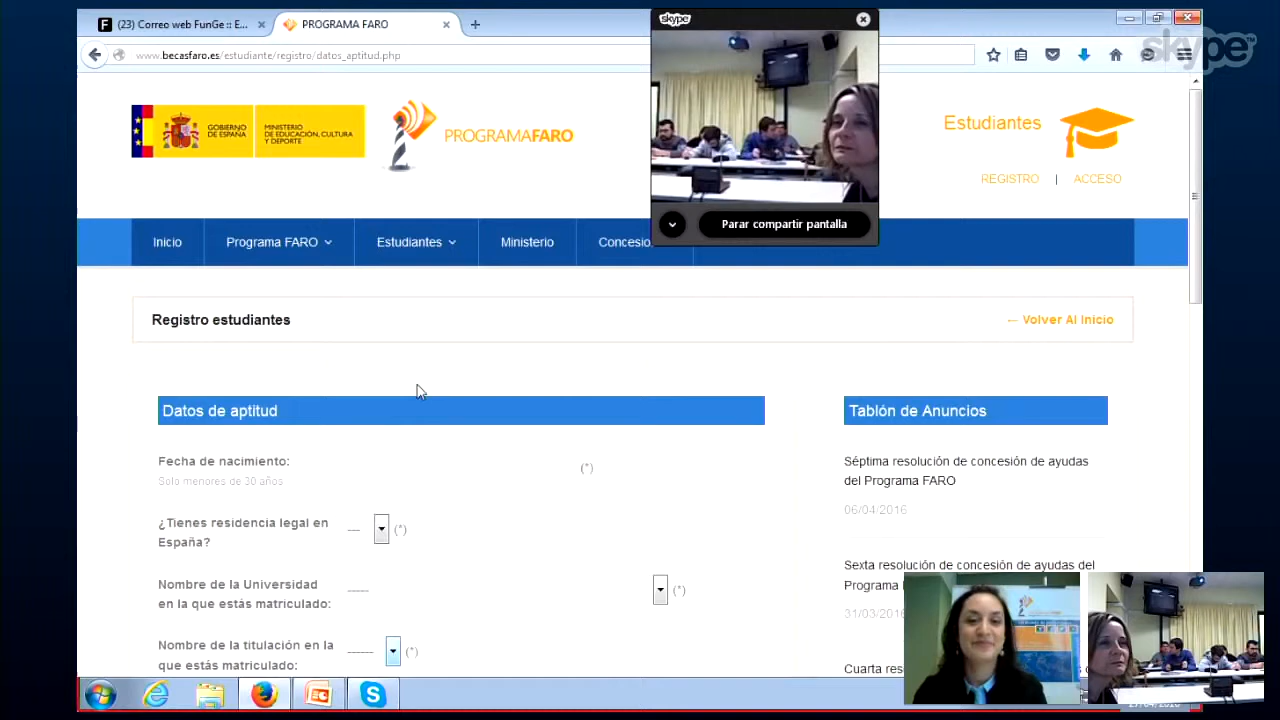 (23) Correo web FunGe :: E...
PROGRAMA FARO
skype
skype™
www.becasfaro.es/estudiante/registro/datos_aptitud.php
GOBIERNO
DE ESPAÑA
MINISTERIO
DE EDUCACIÓN, CULTURA
Y DEPORTE
PROGRAMAFARO
Estudiantes
REGISTRO | ACCESO
Parar compartir pantalla
Inicio
Programa FARO
Estudiantes
Ministerio
Concesio
Registro estudiantes
← Volver Al Inicio
Datos de aptitud
Fecha de nacimiento:
(*)
Solo menores de 30 años
¿Tienes residencia legal en
España?
--- (*)
Nombre de la Universidad
en la que estás matriculado:
----- (*)
Nombre de la titulación en la
que estás matriculado:
------ (*)
Tablón de Anuncios
Séptima resolución de concesión de ayudas
del Programa FARO
06/04/2016
Sexta resolución de concesión de ayudas del
Programa
31/03/2016
Cuarta reso